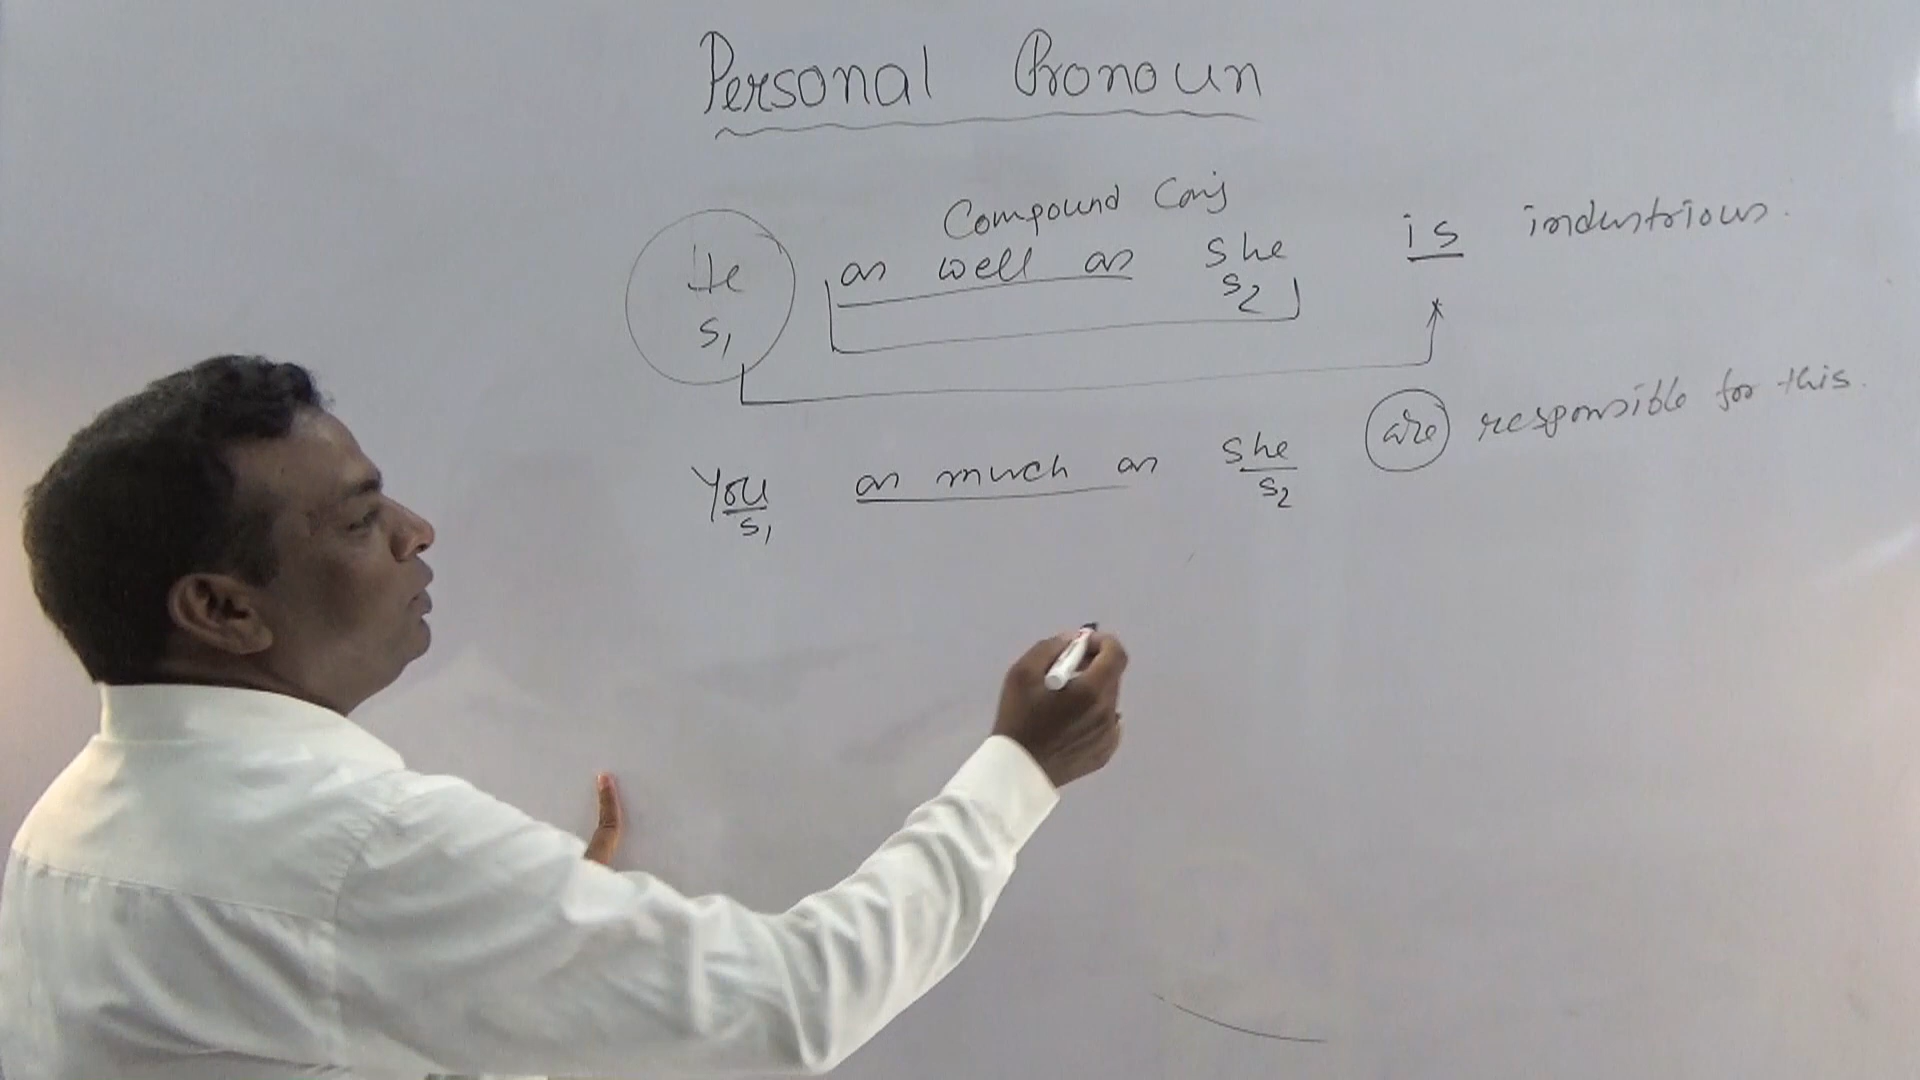 Personal Pronoun
Compound Conj
He as well as she is industrious.
S1 S2
You as much as she are responsible for this.
S1 S2